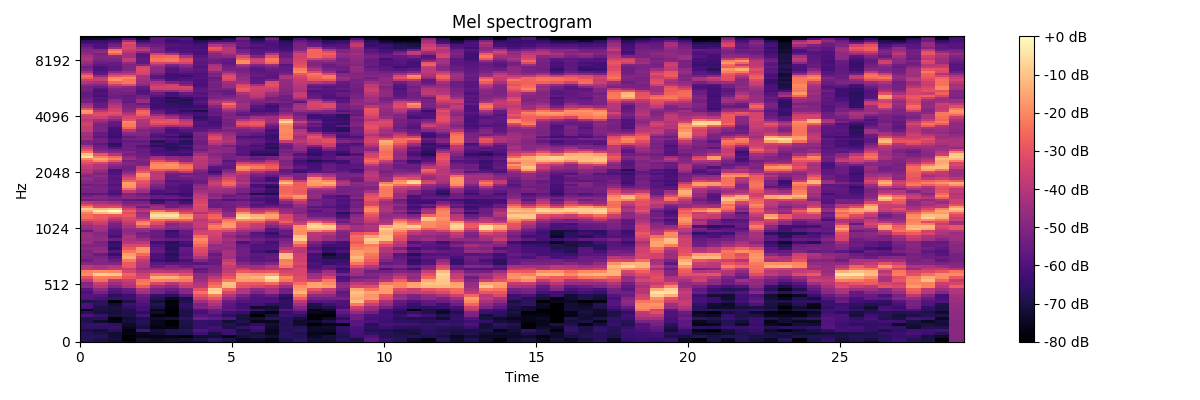 Mel spectrogram
+0 dB
8192
-10 dB
4096
-20 dB
-30 dB
2048
-40 dB
Hz
1024
-50 dB
-60 dB
512
-70 dB
0
-80 dB
0 5 10 15 20 25
Time